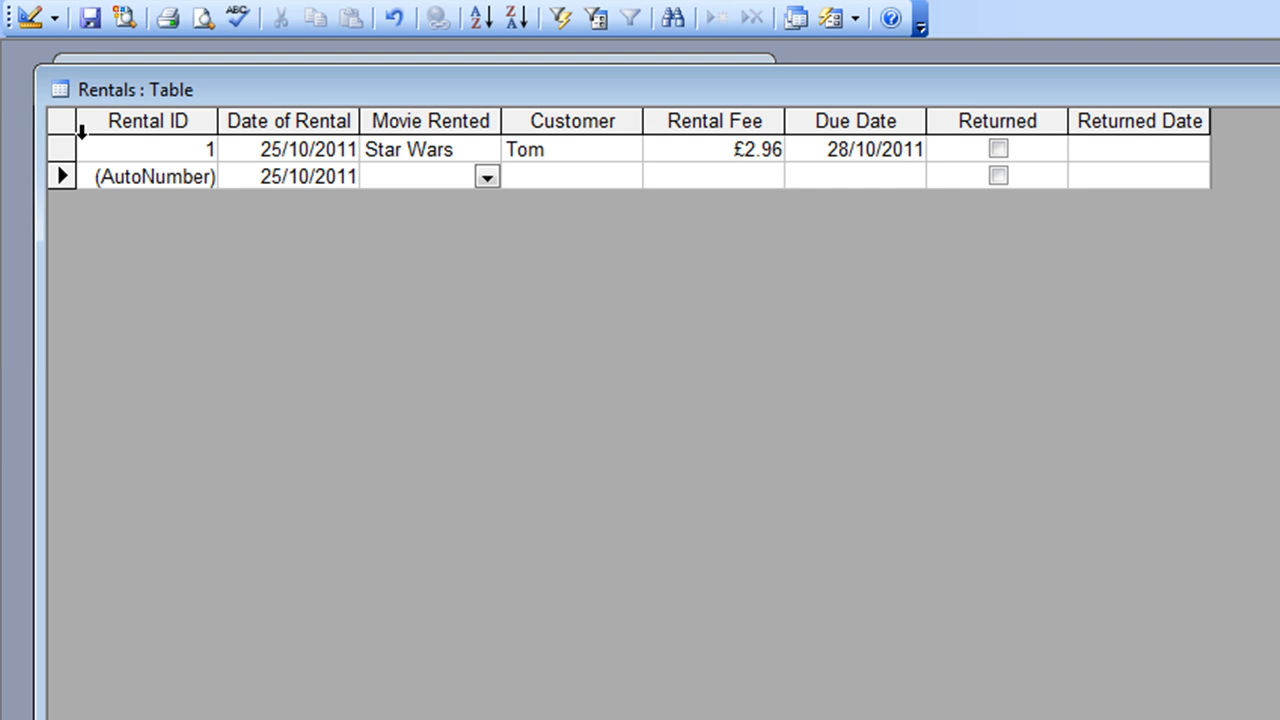 Rentals : Table
Rental ID Date of Rental Movie Rented Customer Rental Fee Due Date Returned Returned Date
1 25/10/2011 Star Wars Tom £2.96 28/10/2011
(AutoNumber) 25/10/2011